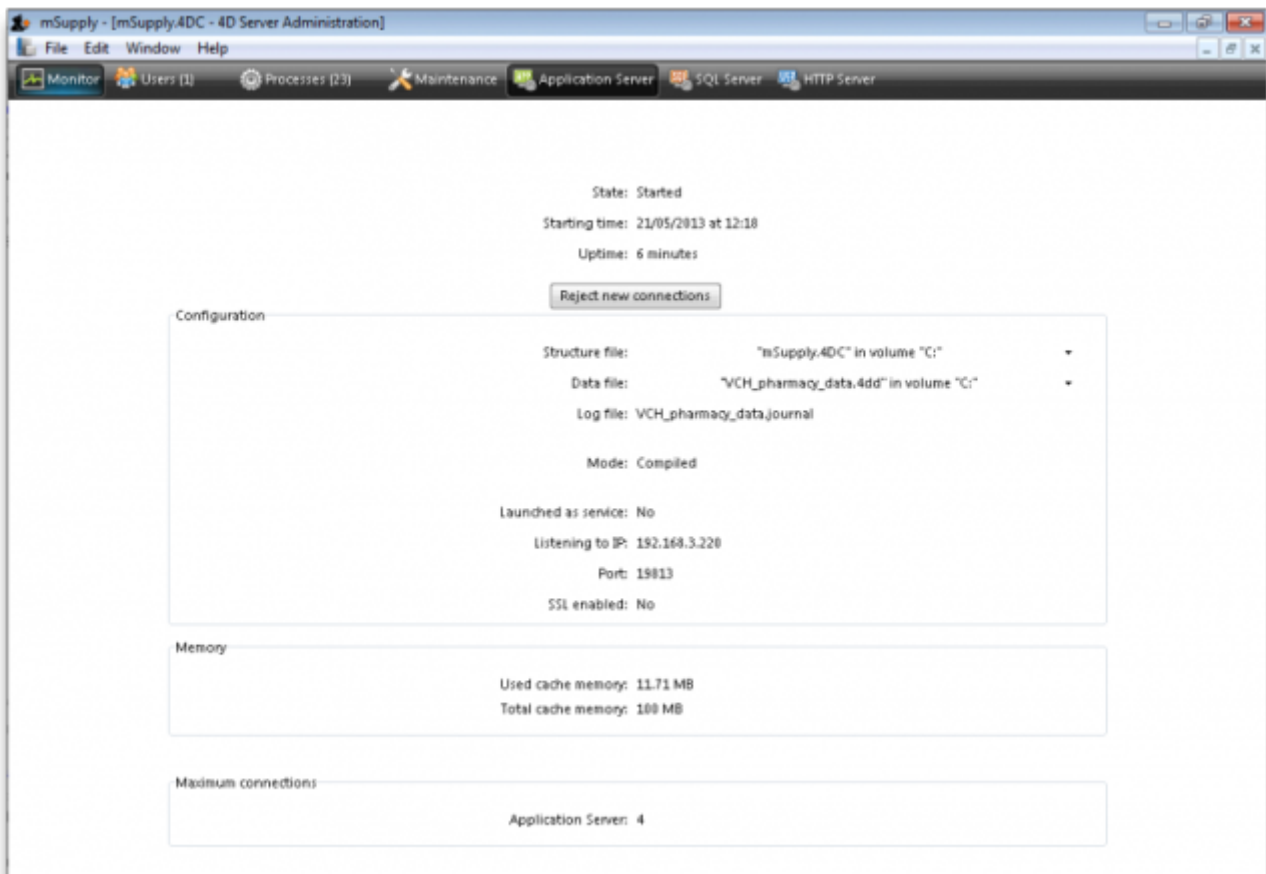 mSupply - [mSupply.4DC - 4D Server Administration]
File Edit Window Help
Monitor Users (1) Processes (23) Maintenance Application Server SQL Server HTTP Server
State: Started
Starting time: 21/05/2013 at 12:18
Uptime: 6 minutes
Reject new connections
Configuration
Structure file: "mSupply.4DC" in volume "C:"
Data file: "VCH_pharmacy_data.4dd" in volume "C:"
Log file: VCH_pharmacy_data.journal
Mode: Compiled
Launched as service: No
Listening to IP: 192.168.3.220
Port: 19813
SSL enabled: No
Memory
Used cache memory: 11.71 MB
Total cache memory: 100 MB
Maximum connections
Application Server: 4